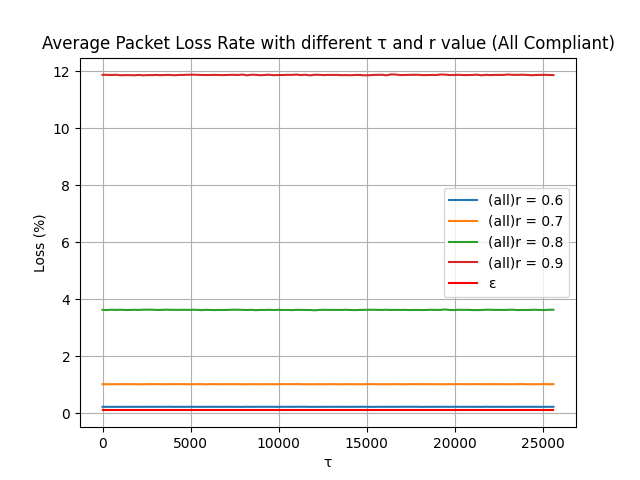 Average Packet Loss Rate with different τ and r value (All Compliant)
12
10
8
6
4
2
0
Loss (%)
(all)r = 0.6
(all)r = 0.7
(all)r = 0.8
(all)r = 0.9
ε
0 5000 10000 15000 20000 25000
τ